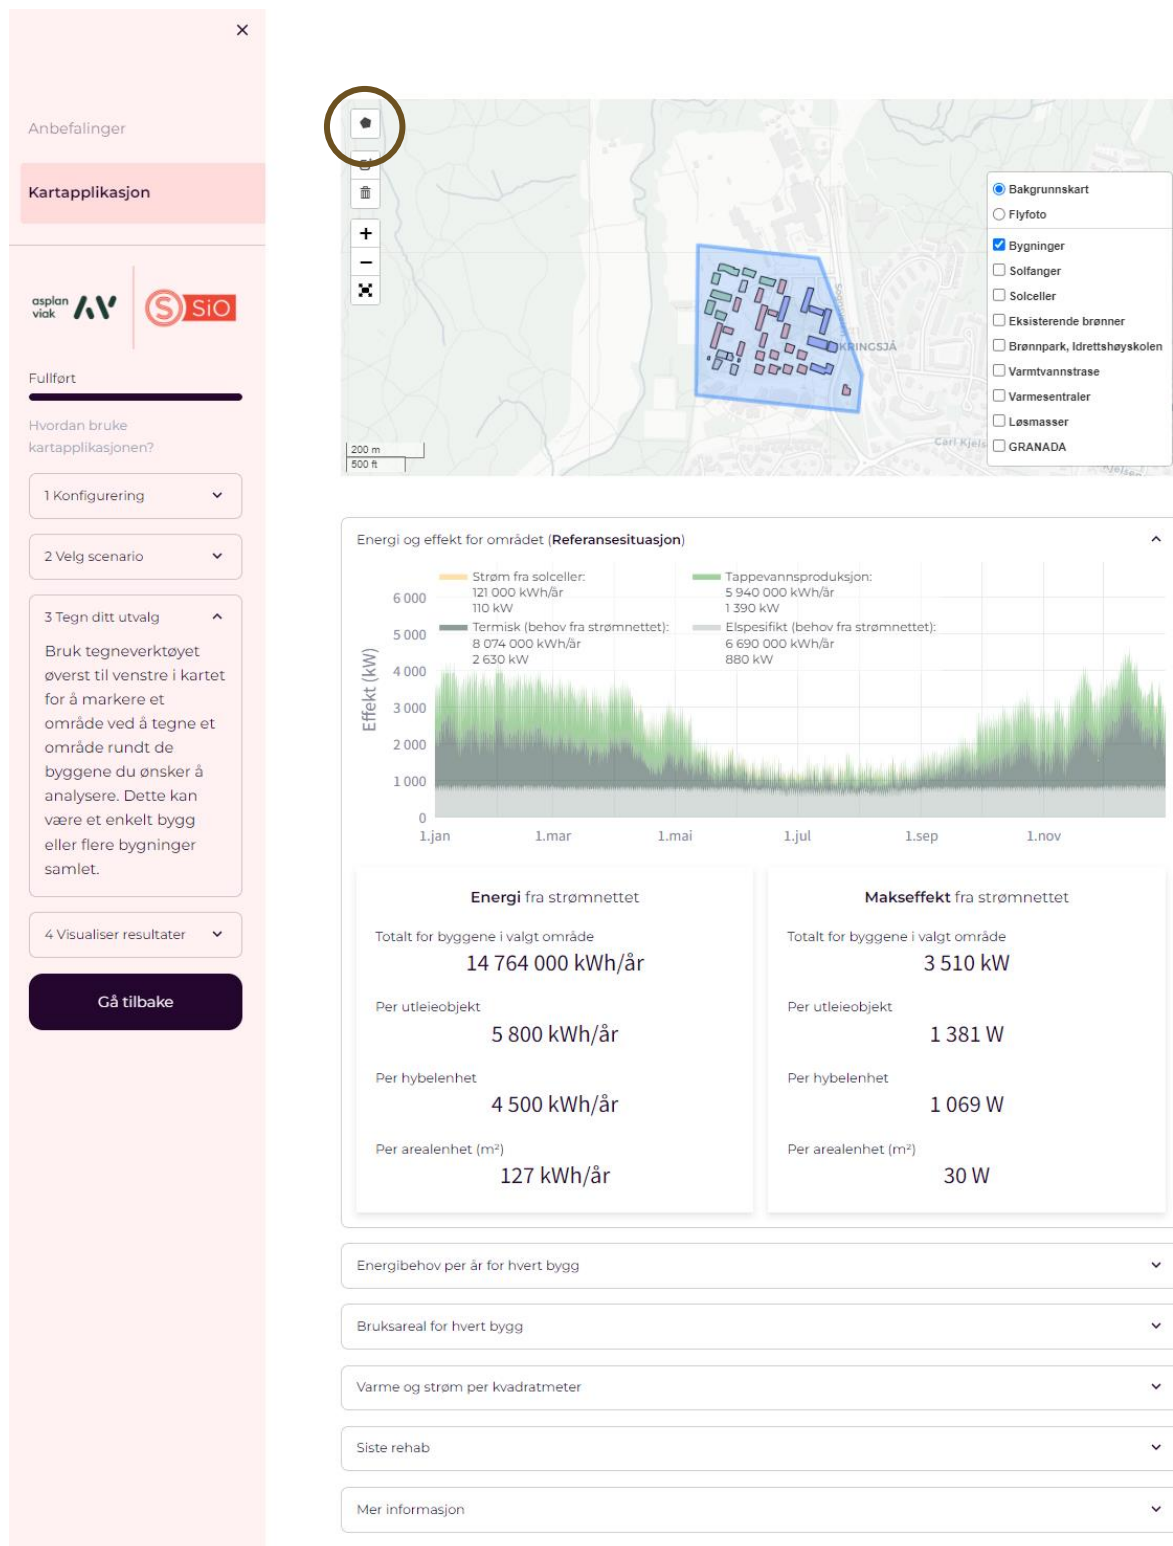 ×
Anbefalinger
Kartapplikasjon
asplan
viak
S SiO
Fullført
Hvordan bruke
kartapplikasjonen?
1 Konfigurering
2 Velg scenario
3 Tegn ditt utvalg
Bruk tegneverktøyet
øverst til venstre i kartet
for å markere et
område ved å tegne et
område rundt de
byggene du ønsker å
analysere. Dette kan
være et enkelt bygg
eller flere bygninger
samlet.
4 Visualiser resultater
Gå tilbake
+
−
200 m
500 ft
Sognsveien
KRINGSJÅ
Carl Kjels
Kjelsen
Bakgrunnskart
Flyfoto
Bygninger
Solfanger
Solceller
Eksisterende brønner
Brønnpark, Idrettshøyskolen
Varmtvannstrase
Varmesentraler
Løsmasser
GRANADA
Energi og effekt for området (Referansesituasjon)
Strøm fra solceller:
121 000 kWh/år
110 kW
Termisk (behov fra strømnettet):
8 074 000 kWh/år
2 630 kW
Tappevannsproduksjon:
5 940 000 kWh/år
1 390 kW
Elspesifikt (behov fra strømnettet):
6 690 000 kWh/år
880 kW
Effekt (kW)
6 000
5 000
4 000
3 000
2 000
1 000
0
1.jan 1.mar 1.mai 1.jul 1.sep 1.nov
Energi fra strømnettet
Totalt for byggene i valgt område
14 764 000 kWh/år
Per utleieobjekt
5 800 kWh/år
Per hybelenhet
4 500 kWh/år
Per arealenhet (m²)
127 kWh/år
Makseffekt fra strømnettet
Totalt for byggene i valgt område
3 510 kW
Per utleieobjekt
1 381 W
Per hybelenhet
1 069 W
Per arealenhet (m²)
30 W
Energibehov per år for hvert bygg
Bruksareal for hvert bygg
Varme og strøm per kvadratmeter
Siste rehab
Mer informasjon